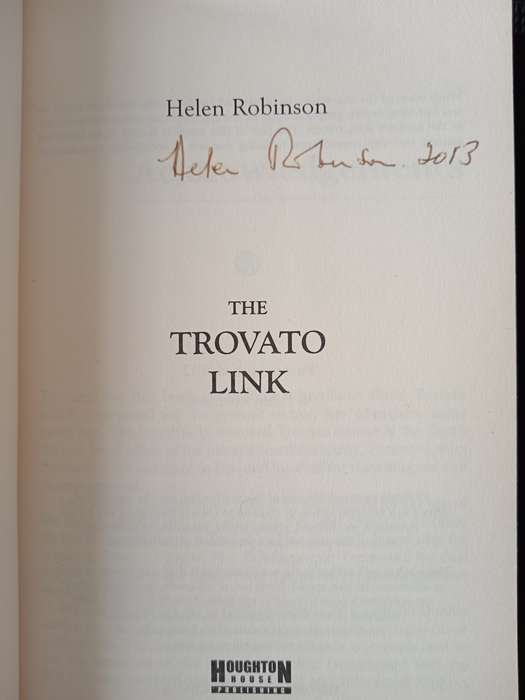 Helen Robinson
Helen Robinson. 2013
THE
TROVATO
LINK
HOUGHTON
HOUSE
PUBLISHING